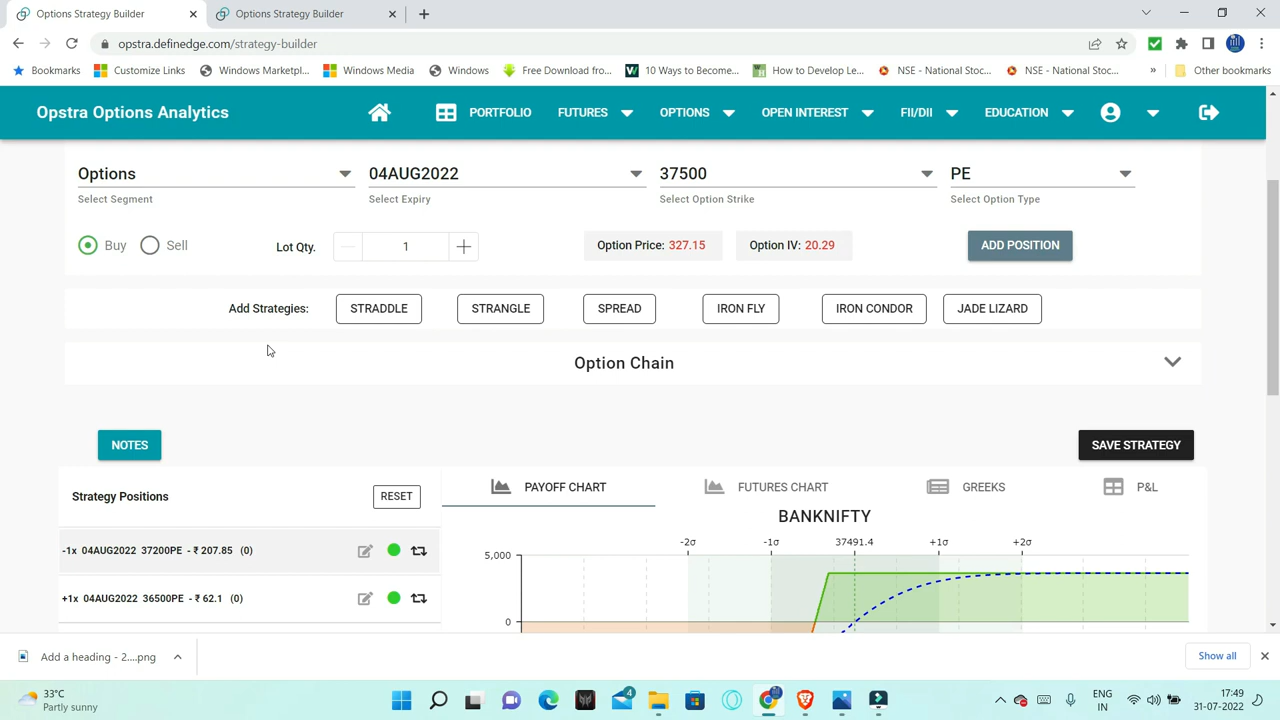 Options Strategy Builder
Options Strategy Builder
opstra.definedge.com/strategy-builder
Bookmarks Customize Links Windows Marketpl... Windows Media Windows Free Download fro... 10 Ways to Become... How to Develop Le... NSE - National Stoc... NSE - National Stoc... » Other bookmarks
Opstra Options Analytics PORTFOLIO FUTURES OPTIONS OPEN INTEREST FII/DII EDUCATION
Options 04AUG2022 37500 PE
Select Segment Select Expiry Select Option Strike Select Option Type
Buy Sell Lot Qty. 1 Option Price: 327.15 Option IV: 20.29 ADD POSITION
Add Strategies: STRADDLE STRANGLE SPREAD IRON FLY IRON CONDOR JADE LIZARD
Option Chain
NOTES SAVE STRATEGY
Strategy Positions RESET PAYOFF CHART FUTURES CHART GREEKS P&L
BANKNIFTY
-2σ -1σ 37491.4 +1σ +2σ
-1x 04AUG2022 37200PE - ₹ 207.85 (0)
5,000
+1x 04AUG2022 36500PE - ₹ 62.1 (0)
0
Add a heading - 2....png Show all
33°C
Partly sunny
4
ENG
IN
17:49
31-07-2022